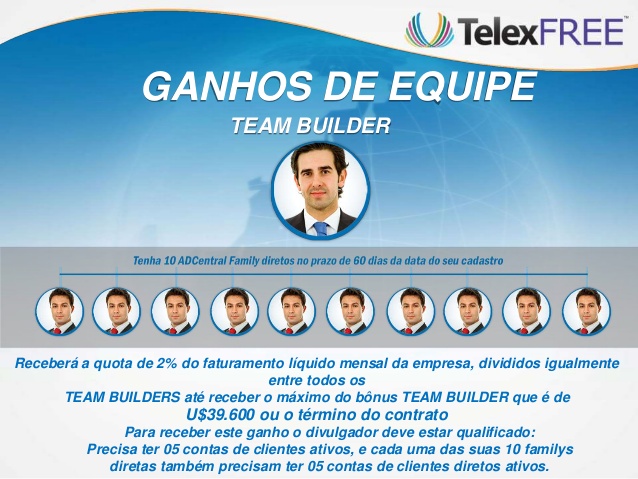 TelexFREE™
GANHOS DE EQUIPE
TEAM BUILDER
Tenha 10 ADCentral Family diretos no prazo de 60 dias da data do seu cadastro
Receberá a quota de 2% do faturamento líquido mensal da empresa, divididos igualmente
entre todos os
TEAM BUILDERS até receber o máximo do bônus TEAM BUILDER que é de
U$39.600 ou o término do contrato
Para receber este ganho o divulgador deve estar qualificado:
Precisa ter 05 contas de clientes ativos, e cada uma das suas 10 familys
diretas também precisam ter 05 contas de clientes diretos ativos.